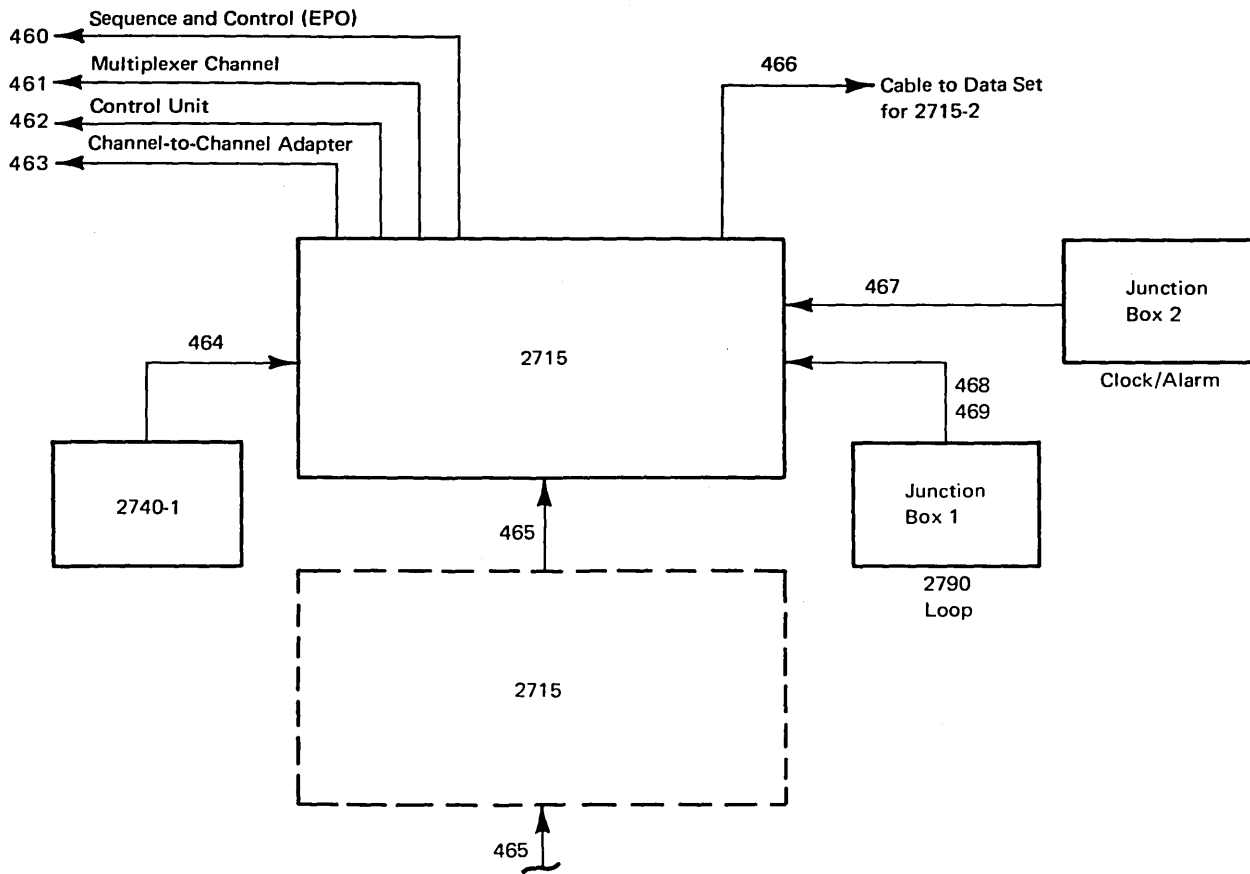 Sequence and Control (EPO)
460
Multiplexer Channel
461
Control Unit
462
Channel-to-Channel Adapter
463
466
Cable to Data Set
for 2715-2
467
Junction
Box 2
Clock/Alarm
464
2715
468
469
2740-1
Junction
Box 1
2790
Loop
465
2715
465